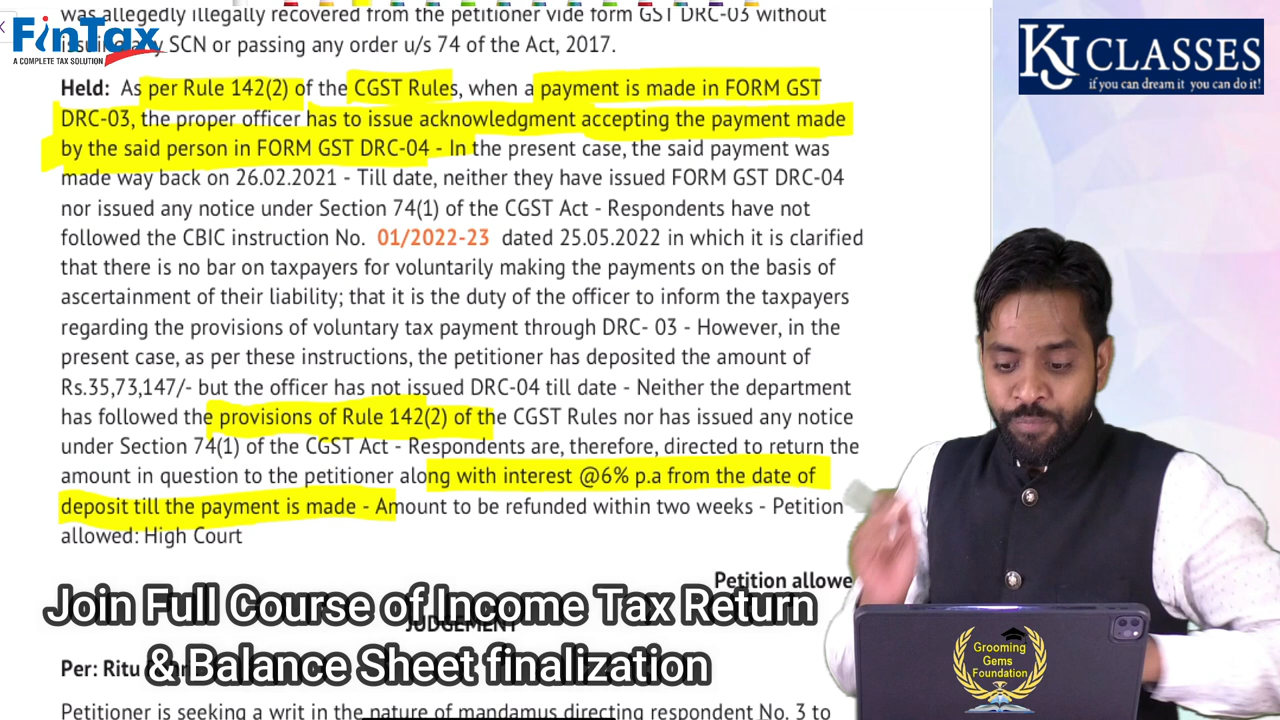 was allegedly illegally recovered from the petitioner vide form GST DRC-03 without
SCN or passing any order u/s 74 of the Act, 2017.
FinTax
A COMPLETE TAX SOLUTION
KJ CLASSES
if you can dream it you can do it!
Held: As per Rule 142(2) of the CGST Rules, when a payment is made in FORM GST
DRC-03, the proper officer has to issue acknowledgment accepting the payment made
by the said person in FORM GST DRC-04 - In the present case, the said payment was
made way back on 26.02.2021 - Till date, neither they have issued FORM GST DRC-04
nor issued any notice under Section 74(1) of the CGST Act - Respondents have not
followed the CBIC instruction No. 01/2022-23 dated 25.05.2022 in which it is clarified
that there is no bar on taxpayers for voluntarily making the payments on the basis of
ascertainment of their liability; that it is the duty of the officer to inform the taxpayers
regarding the provisions of voluntary tax payment through DRC- 03 - However, in the
present case, as per these instructions, the petitioner has deposited the amount of
Rs.35,73,147/- but the officer has not issued DRC-04 till date - Neither the department
has followed the provisions of Rule 142(2) of the CGST Rules nor has issued any notice
under Section 74(1) of the CGST Act - Respondents are, therefore, directed to return the
amount in question to the petitioner along with interest @6% p.a from the date of
deposit till the payment is made - Amount to be refunded within two weeks - Petition
allowed: High Court
Petition allowe
Join Full Course of Income Tax Return
JUDGEMENT
& Balance Sheet finalization
Per: Ritu
Grooming
Gems
Foundation
Petitioner is seeking a writ in the nature of mandamus directing respondent No. 3 to